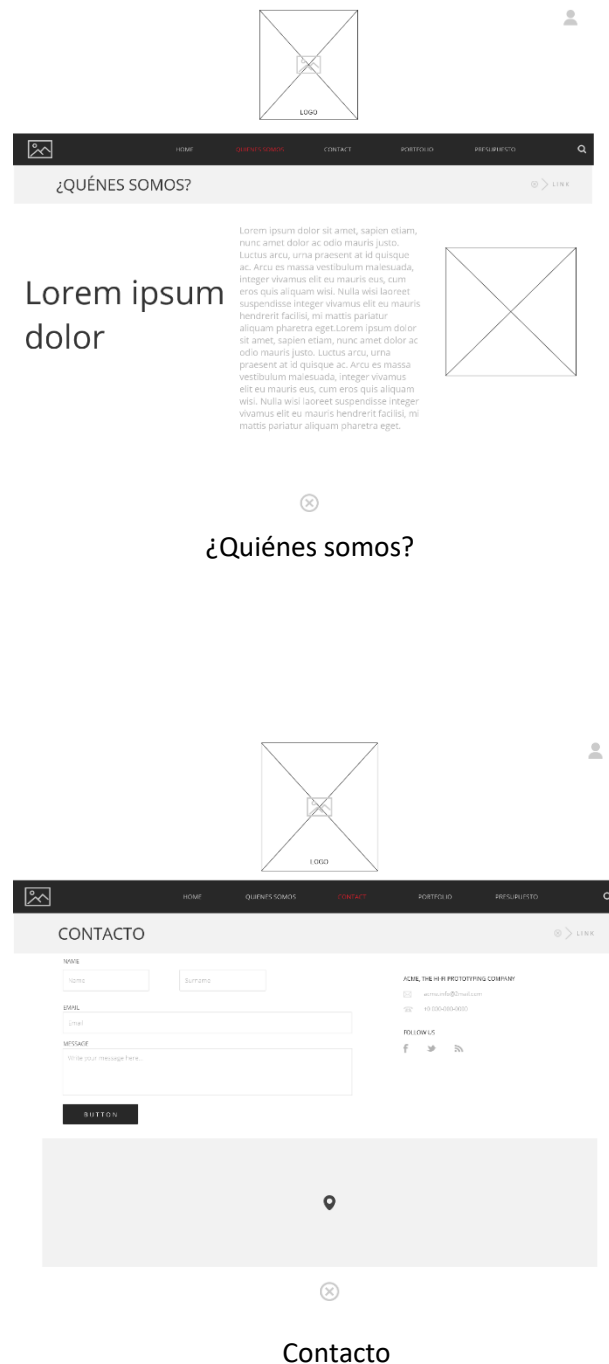 LOGO
HOME QUIÉNES SOMOS CONTACT PORTFOLIO PRESUPUESTO
¿QUÉNES SOMOS?
LINK
Lorem ipsum
dolor
Lorem ipsum dolor sit amet, sapien etiam,
nunc amet dolor ac odio mauris justo.
Luctus arcu, urna praesent at id quisque
ac. Arcu es massa vestibulum malesuada,
integer vivamus elit eu mauris eus, cum
eros quis aliquam wisi. Nulla wisi laoreet
suspendisse integer vivamus elit eu mauris
hendrerit facilisi, mi mattis pariatur
aliquam pharetra eget.Lorem ipsum dolor
sit amet, sapien etiam, nunc amet dolor ac
odio mauris justo. Luctus arcu, urna
praesent at id quisque ac. Arcu es massa
vestibulum malesuada, integer vivamus
elit eu mauris eus, cum eros quis aliquam
wisi. Nulla wisi laoreet suspendisse integer
vivamus elit eu mauris hendrerit facilisi, mi
mattis pariatur aliquam pharetra eget.
¿Quiénes somos?
LOGO
HOME QUIÉNES SOMOS CONTACT PORTFOLIO PRESUPUESTO
CONTACTO
LINK
NAME
Name Surname
EMAIL
Email
MESSAGE
Write your message here...
BUTTON
ACME, THE HI-FI PROTOTYPING COMPANY
FOLLOW US
Contacto